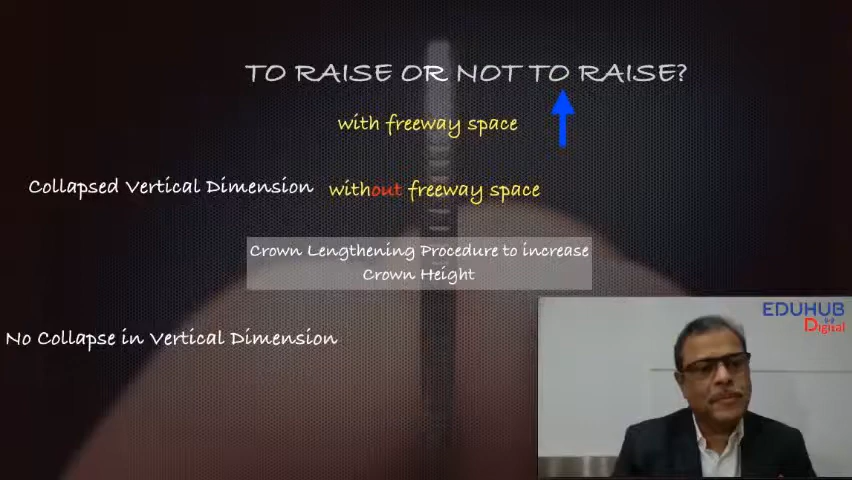 TO RAISE OR NOT TO RAISE?
with freeway space
Collapsed Vertical Dimension
without freeway space
Crown Lengthening Procedure to increase
Crown Height
No Collapse in Vertical Dimension
EDUHUB
Digital